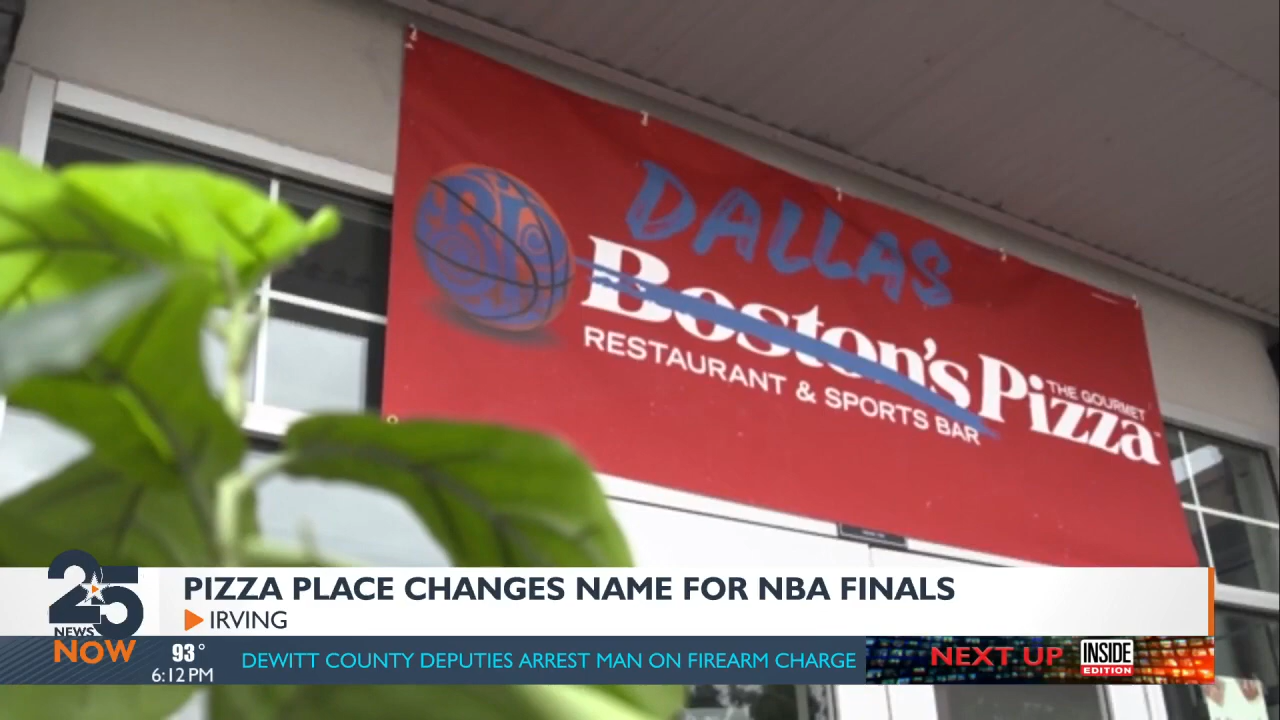 DALLAS
Boston's
THE GOURMET
Pizza
RESTAURANT & SPORTS BAR
25
NEWS
NOW
PIZZA PLACE CHANGES NAME FOR NBA FINALS
IRVING
93°
6:12 PM
DEWITT COUNTY DEPUTIES ARREST MAN ON FIREARM CHARGE
NEXT UP
INSIDE
EDITION